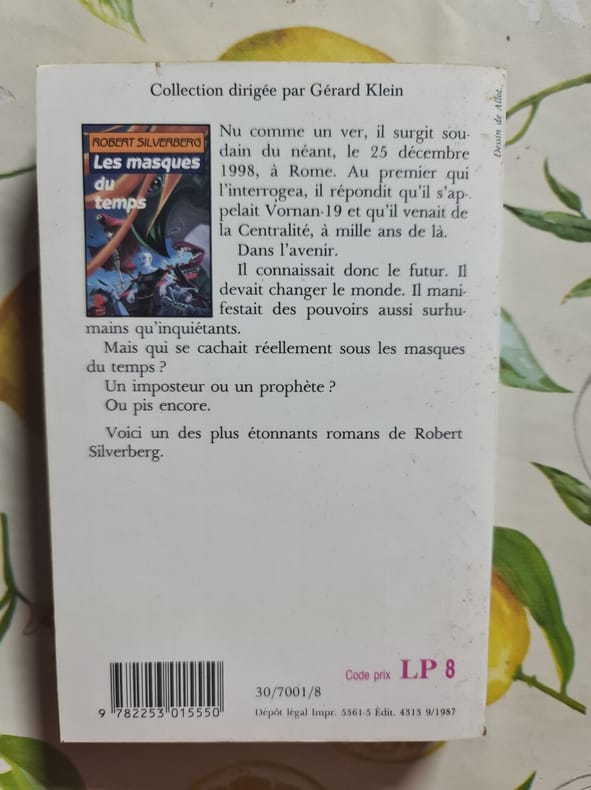 Collection dirigée par Gérard Klein
Dessin de Allot.
ROBERT SILVERBERG
Les masques
du
temps
Nu comme un ver, il surgit sou-
dain du néant, le 25 décembre
1998, à Rome. Au premier qui
l'interrogea, il répondit qu'il s'ap-
pelait Vornan-19 et qu'il venait de
la Centralité, à mille ans de là.
Dans l'avenir.
Il connaissait donc le futur. Il
devait changer le monde. Il mani-
festait des pouvoirs aussi surhu-
mains qu'inquiétants.
Mais qui se cachait réellement sous les masques
du temps ?
Un imposteur ou un prophète ?
Ou pis encore.
Voici un des plus étonnants romans de Robert
Silverberg.
9 782253 015550
30/7001/8
Code prix LP 8
Dépôt légal Impr. 5361-5 Édit. 4313 9/1987